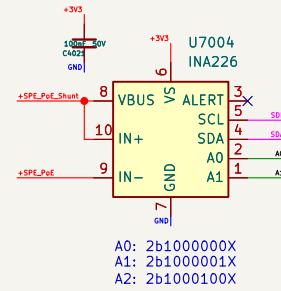 +3V3
100nF 50V
GND
+3V3
U7004
INA226
+SPE_PoE_Shunt
8 VBUS
VS 6
ALERT 3
SCL 5
10 IN+
SDA 4
A0 2
+SPE_PoE
9 IN-
GND 7
A1 1
GND
A0: 2b1000000X
A1: 2b1000001X
A2: 2b1000100X